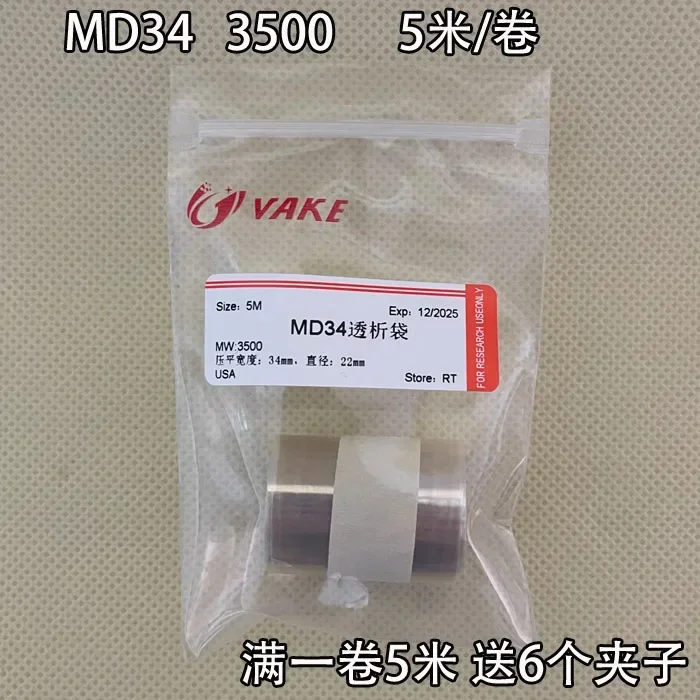 MD34 3500 5米/卷
VAKE
Size: 5M
Exp: 12/2025
MD34透析袋
MW:3500
压平宽度: 34mm, 直径: 22mm
USA
Store: RT
FOR RESEARCH USEONLY
满一卷5米 送6个夹子